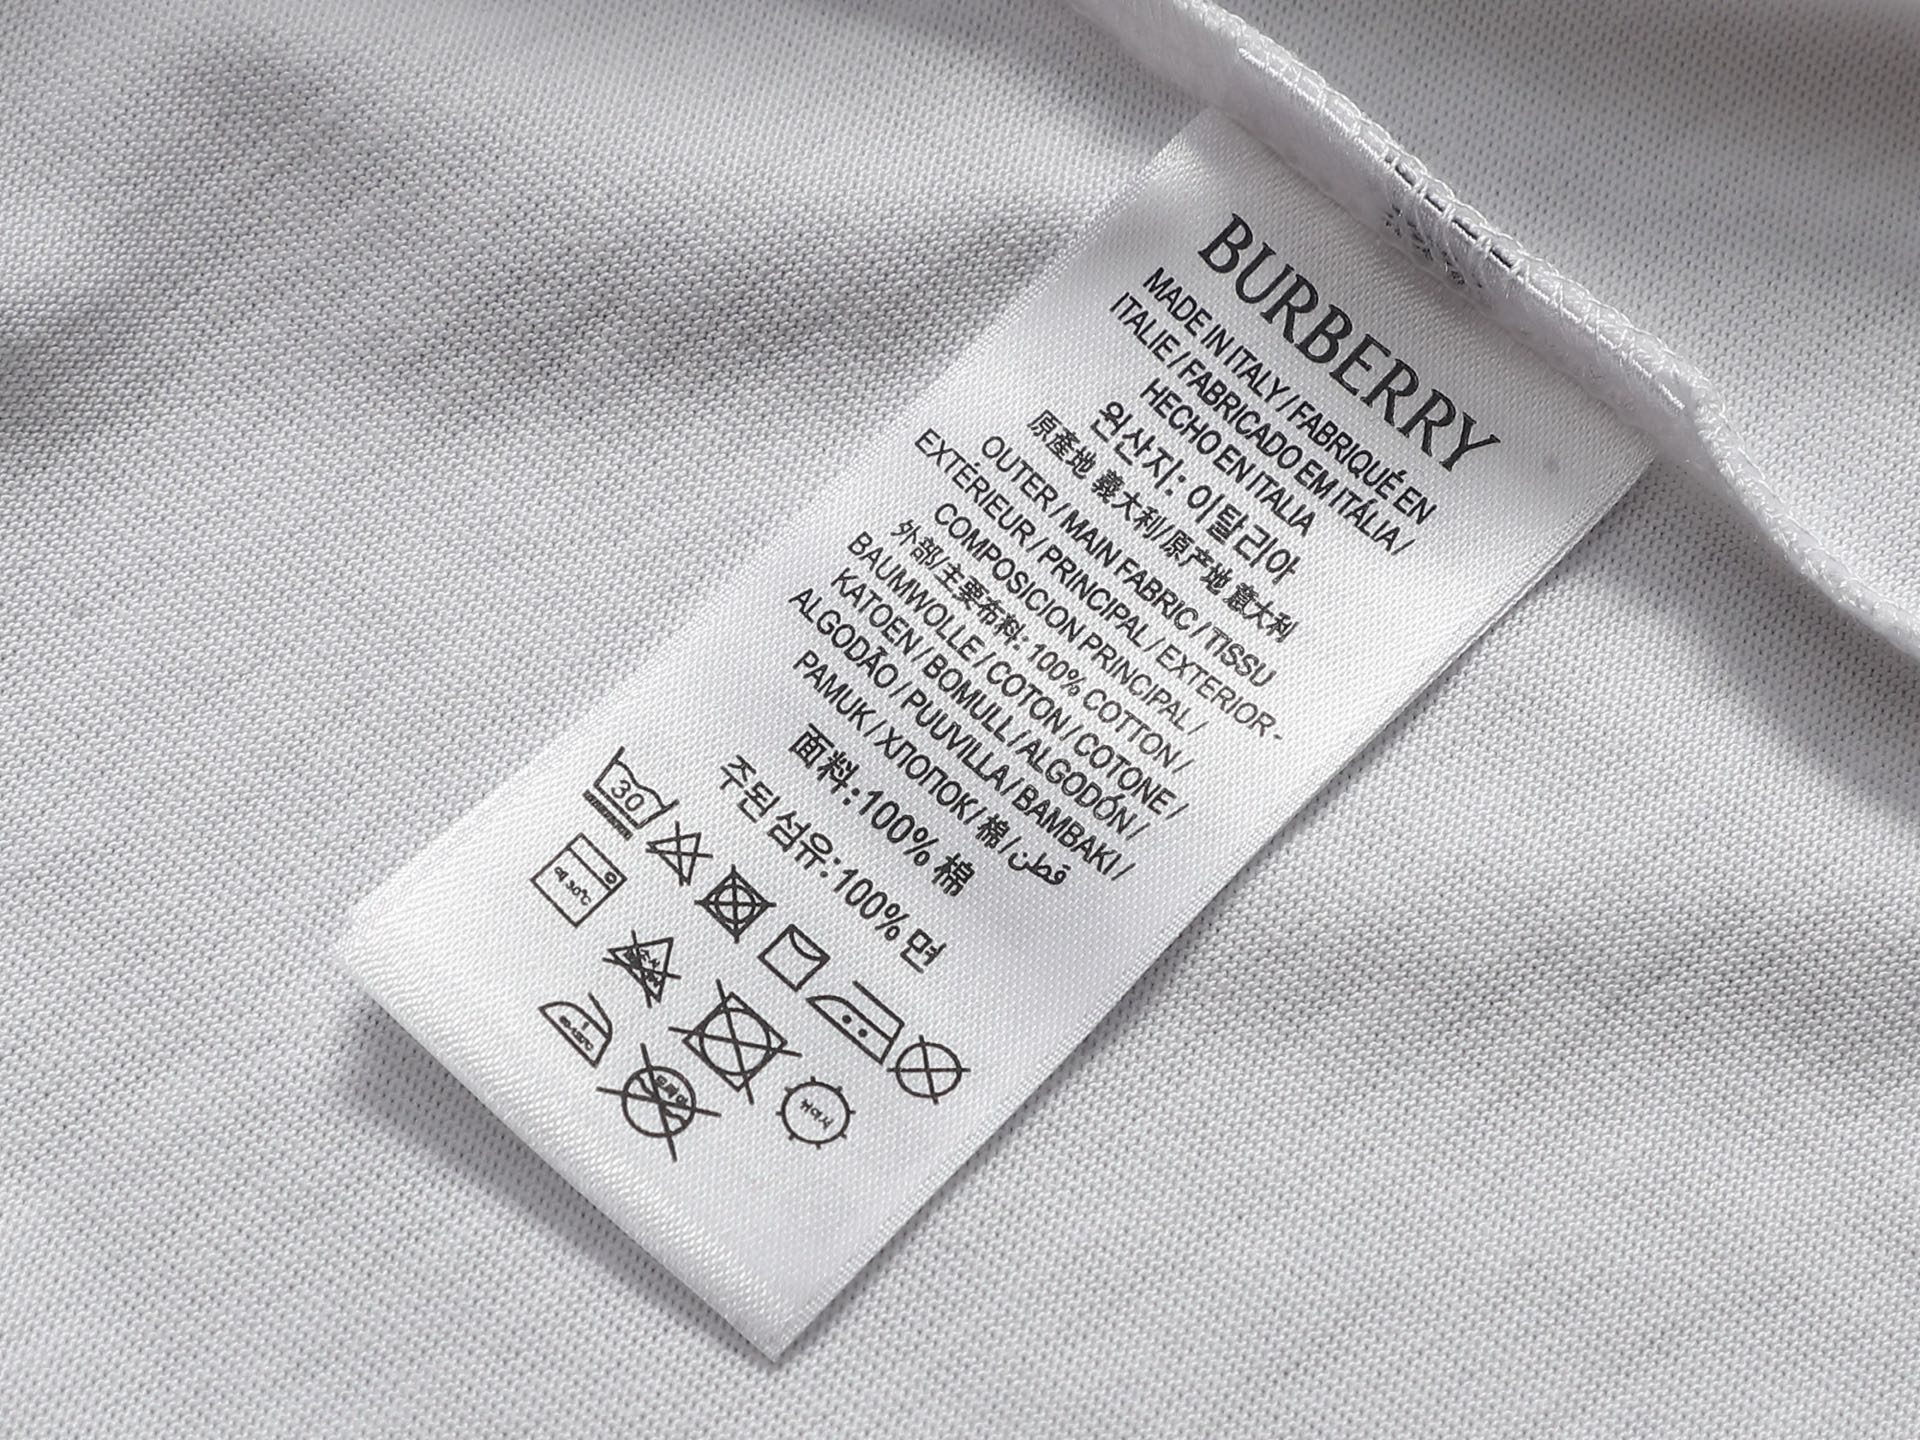 BURBERRY
MADE IN ITALY / FABRIQUÉ EN
ITALIE / FABRICADO EM ITÁLIA /
HECHO EN ITALIA
원산지: 이탈리아
原產地 義大利/原产地 意大利
OUTER / MAIN FABRIC / TISSU
EXTÉRIEUR / PRINCIPAL / EXTERIOR-
COMPOSICION PRINCIPAL /
外部/主要布料: 100% COTTON /
BAUMWOLLE / COTON / COTONE /
KATOEN / BOMULL / ALGODÓN /
ALGODÃO / PUUVILLA / BAMBAKI /
PAMUK / ХЛОПОК / 棉 / قطن
面料:100% 棉
주된섬유:100% 면
30
약 30℃